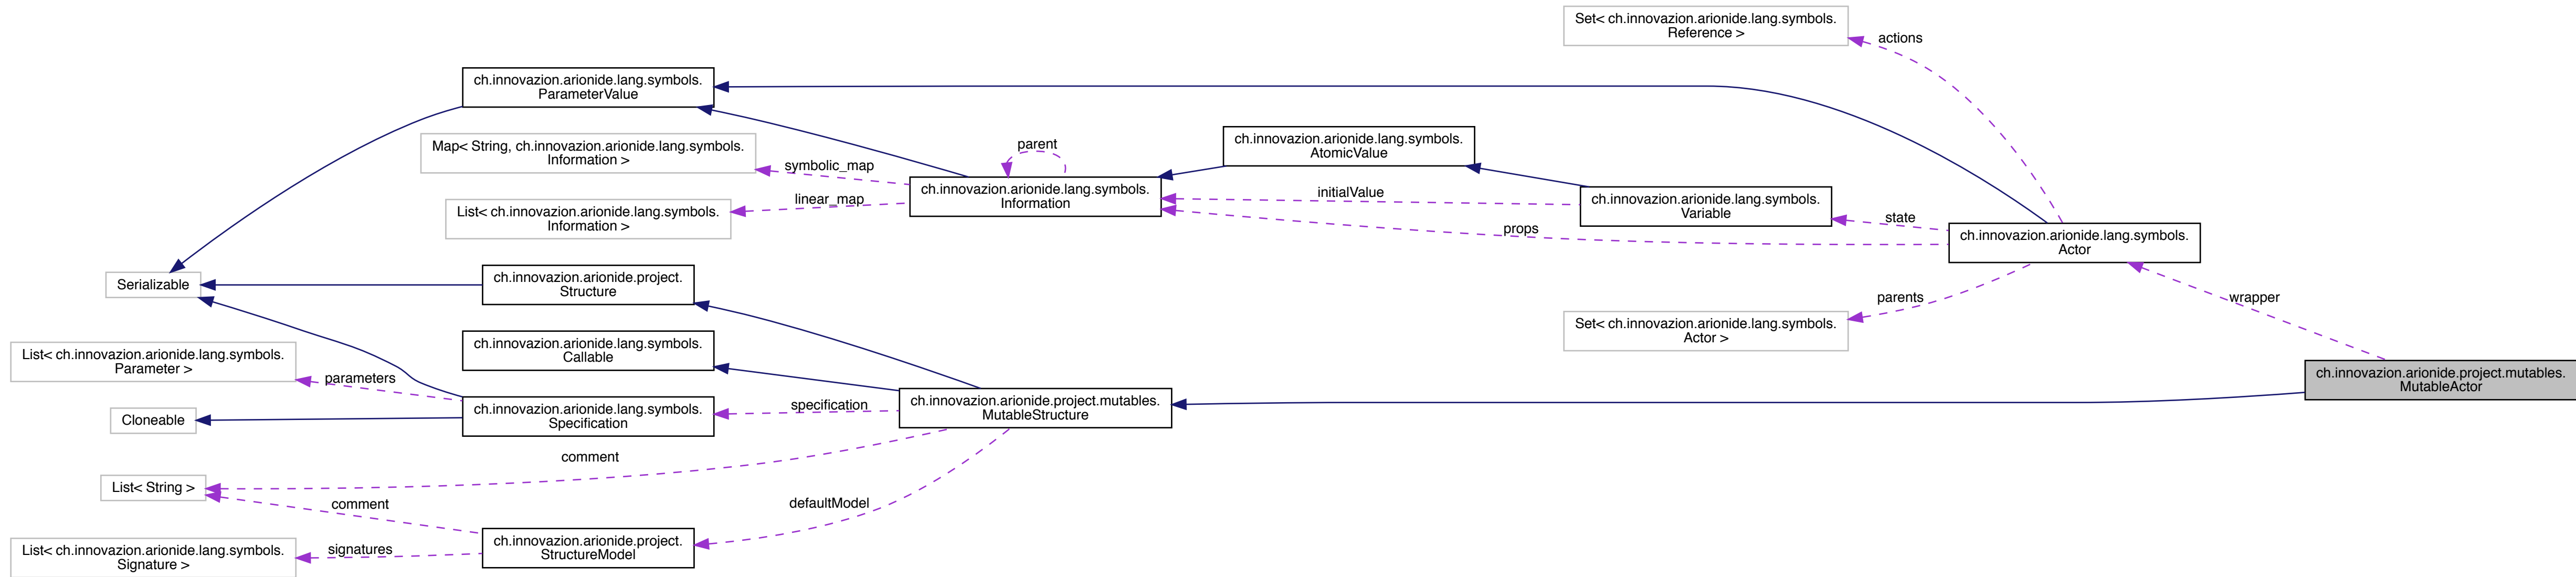 Set< ch.innovazion.arionide.lang.symbols.
Reference >
actions
ch.innovazion.arionide.lang.symbols.
ParameterValue
Map< String, ch.innovazion.arionide.lang.symbols.
Information >
symbolic_map
parent
ch.innovazion.arionide.lang.symbols.
AtomicValue
List< ch.innovazion.arionide.lang.symbols.
Information >
linear_map
ch.innovazion.arionide.lang.symbols.
Information
initialValue
props
ch.innovazion.arionide.lang.symbols.
Variable
state
ch.innovazion.arionide.lang.symbols.
Actor
Serializable
ch.innovazion.arionide.project.
Structure
parents
wrapper
Set< ch.innovazion.arionide.lang.symbols.
Actor >
ch.innovazion.arionide.lang.symbols.
Callable
List< ch.innovazion.arionide.lang.symbols.
Parameter >
parameters
ch.innovazion.arionide.project.mutables.
MutableActor
Cloneable
ch.innovazion.arionide.lang.symbols.
Specification
specification
ch.innovazion.arionide.project.mutables.
MutableStructure
comment
List< String >
comment
defaultModel
List< ch.innovazion.arionide.lang.symbols.
Signature >
signatures
ch.innovazion.arionide.project.
StructureModel